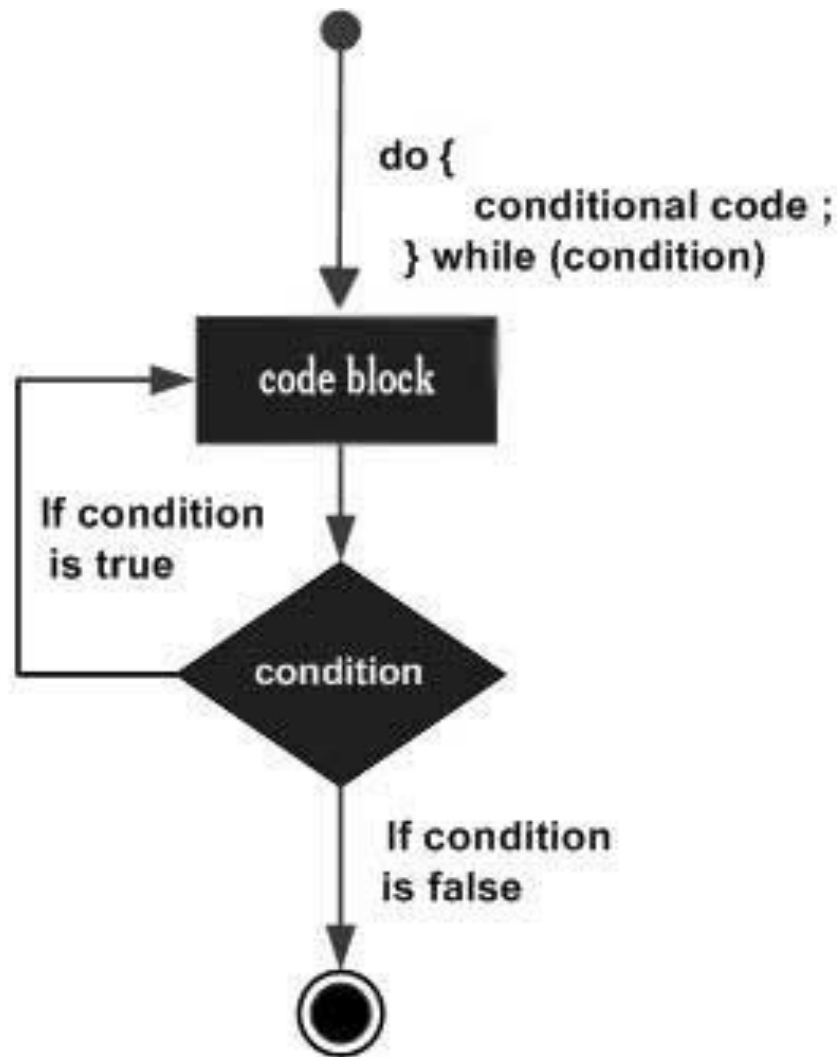 do {
conditional code ;
} while (condition)
code block
If condition
is true
condition
If condition
is false